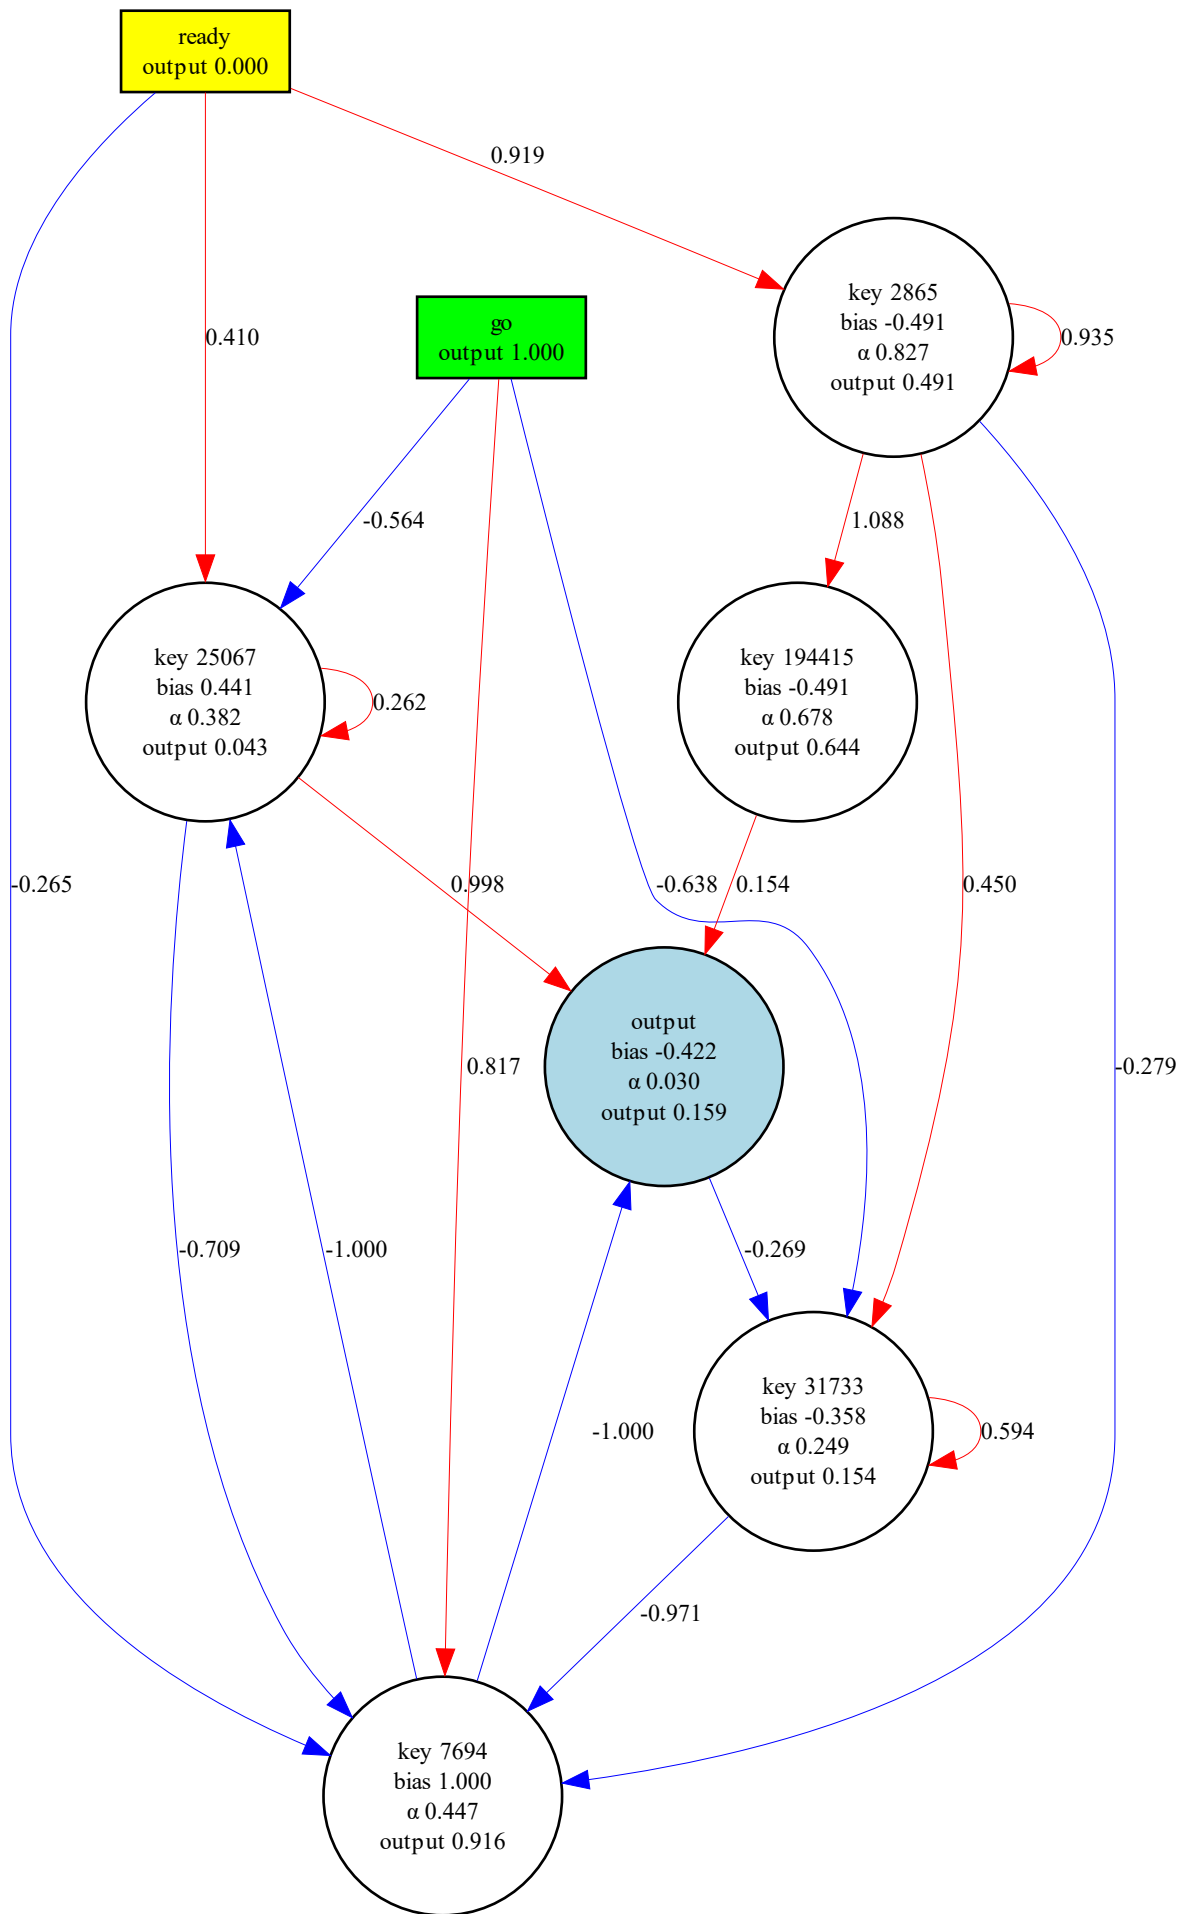 ready
output 0.000
0.919
key 2865
bias -0.491
α 0.827
output 0.491
0.935
go
output 1.000
0.410
-0.564
1.088
key 25067
bias 0.441
α 0.382
output 0.043
0.262
key 194415
bias -0.491
α 0.678
output 0.644
-0.265
0.998
-0.638
0.154
0.450
output
bias -0.422
α 0.030
output 0.159
0.817
-0.279
-0.709
-1.000
-0.269
key 31733
bias -0.358
α 0.249
output 0.154
0.594
-1.000
-0.971
key 7694
bias 1.000
α 0.447
output 0.916